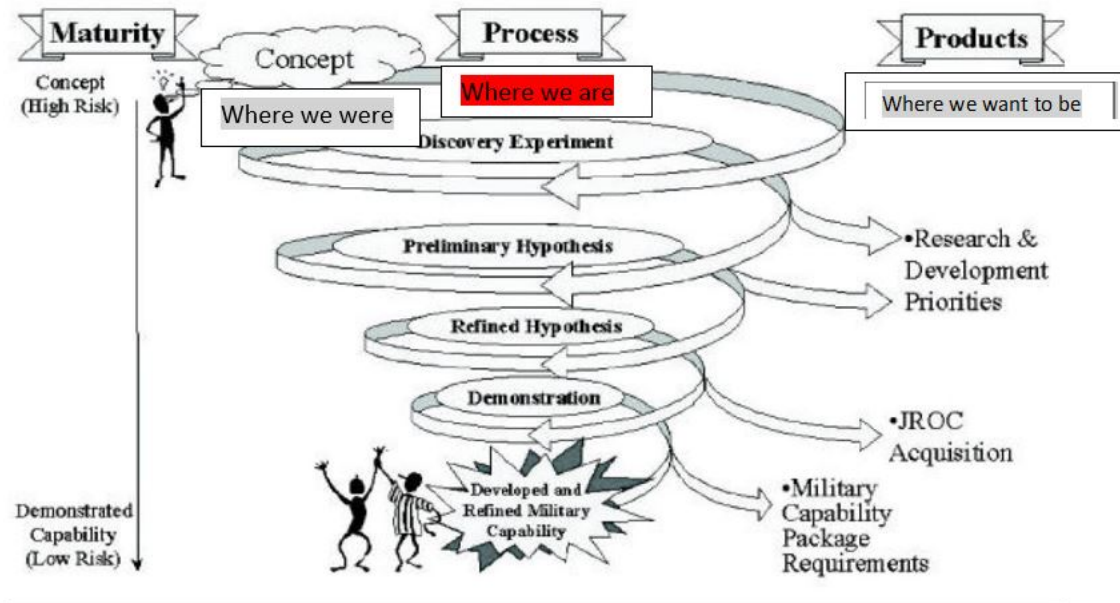 Maturity
Process
Products
Concept
(High Risk)
Concept
Where we were
Where we are
Where we want to be
Discovery Experiment
Preliminary Hypothesis
•Research &
Development
Priorities
Refined Hypothesis
Demonstration
•JROC
Acquisition
Developed and
Refined Military
Capability
•Military
Capability
Package
Requirements
Demonstrated
Capability
(Low Risk)